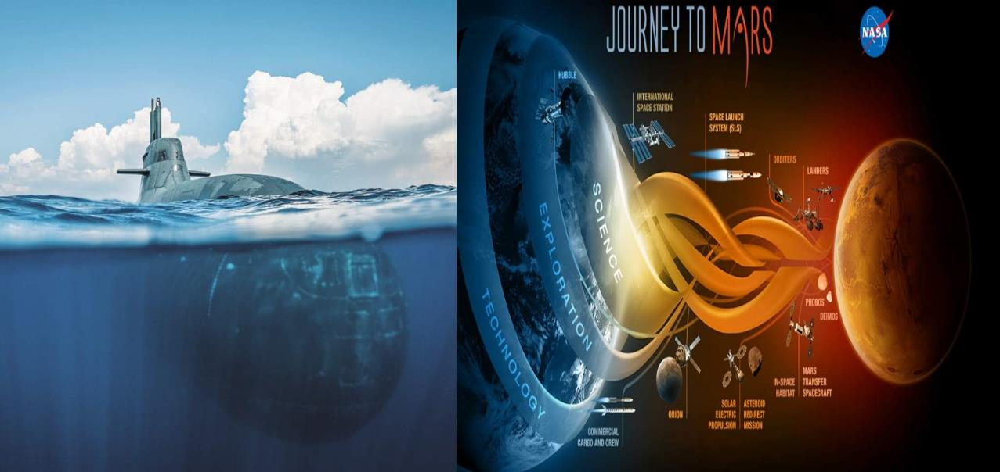 JOURNEY TO MARS
NASA
HUBBLE
INTERNATIONAL
SPACE STATION
SPACE LAUNCH
SYSTEM (SLS)
ORBITERS
LANDERS
SCIENCE
EXPLORATION
TECHNOLOGY
PHOBOS
DEIMOS
IN-SPACE
HABITAT
MARS
TRANSFER
SPACECRAFT
ORION
SOLAR
ELECTRIC
PROPULSION
ASTEROID
REDIRECT
MISSION
COMMERCIAL
CARGO AND CREW